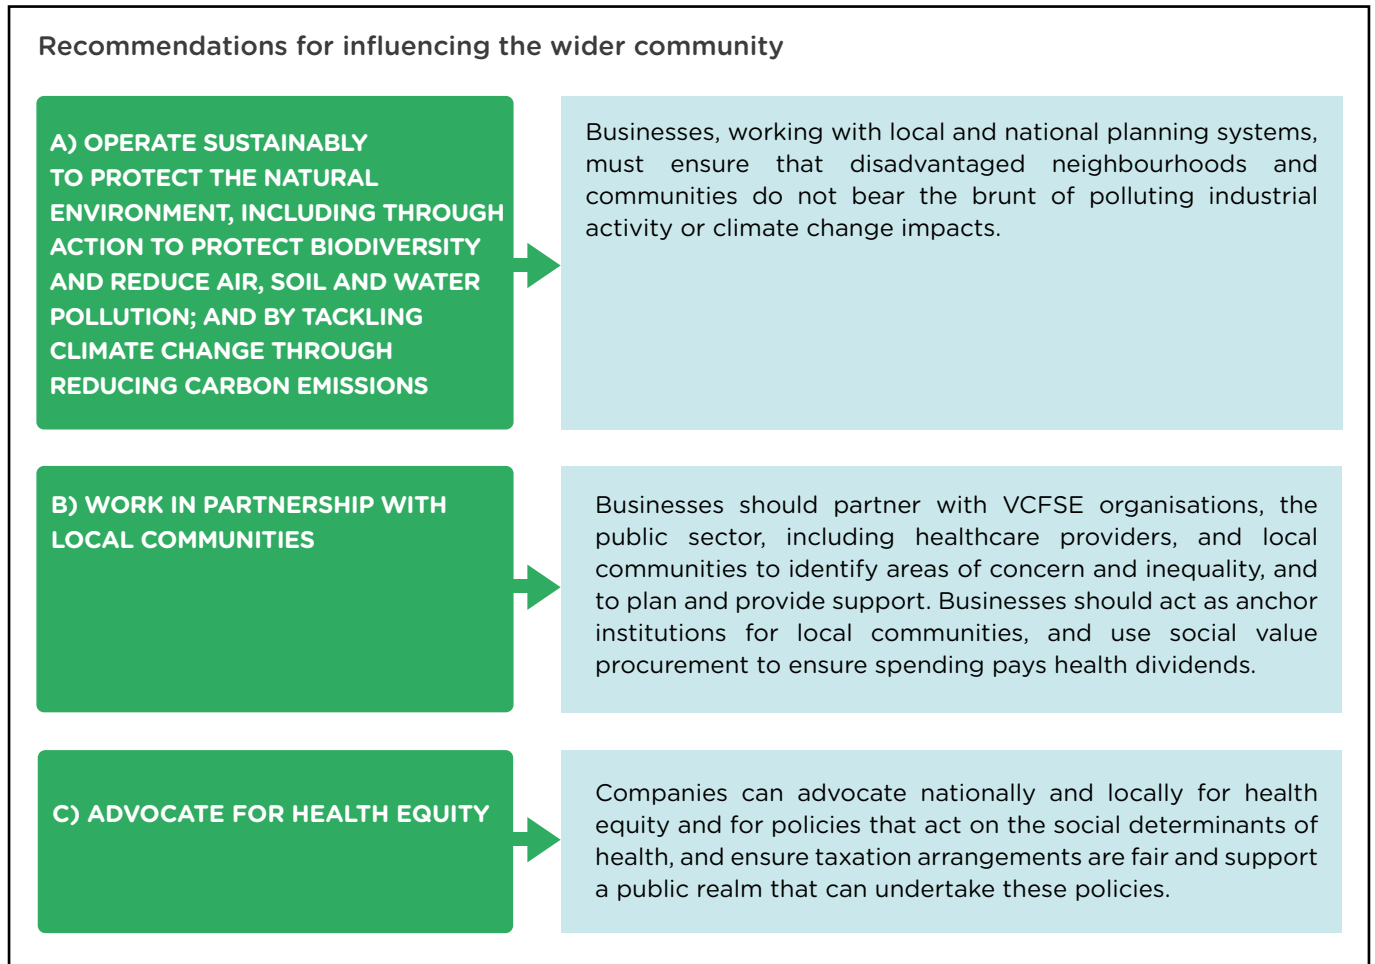 Recommendations for influencing the wider community
A) OPERATE SUSTAINABLY
TO PROTECT THE NATURAL
ENVIRONMENT, INCLUDING THROUGH
ACTION TO PROTECT BIODIVERSITY
AND REDUCE AIR, SOIL AND WATER
POLLUTION; AND BY TACKLING
CLIMATE CHANGE THROUGH
REDUCING CARBON EMISSIONS
Businesses, working with local and national planning systems,
must ensure that disadvantaged neighbourhoods and
communities do not bear the brunt of polluting industrial
activity or climate change impacts.
B) WORK IN PARTNERSHIP WITH
LOCAL COMMUNITIES
Businesses should partner with VCFSE organisations, the
public sector, including healthcare providers, and local
communities to identify areas of concern and inequality, and
to plan and provide support. Businesses should act as anchor
institutions for local communities, and use social value
procurement to ensure spending pays health dividends.
C) ADVOCATE FOR HEALTH EQUITY
Companies can advocate nationally and locally for health
equity and for policies that act on the social determinants of
health, and ensure taxation arrangements are fair and support
a public realm that can undertake these policies.